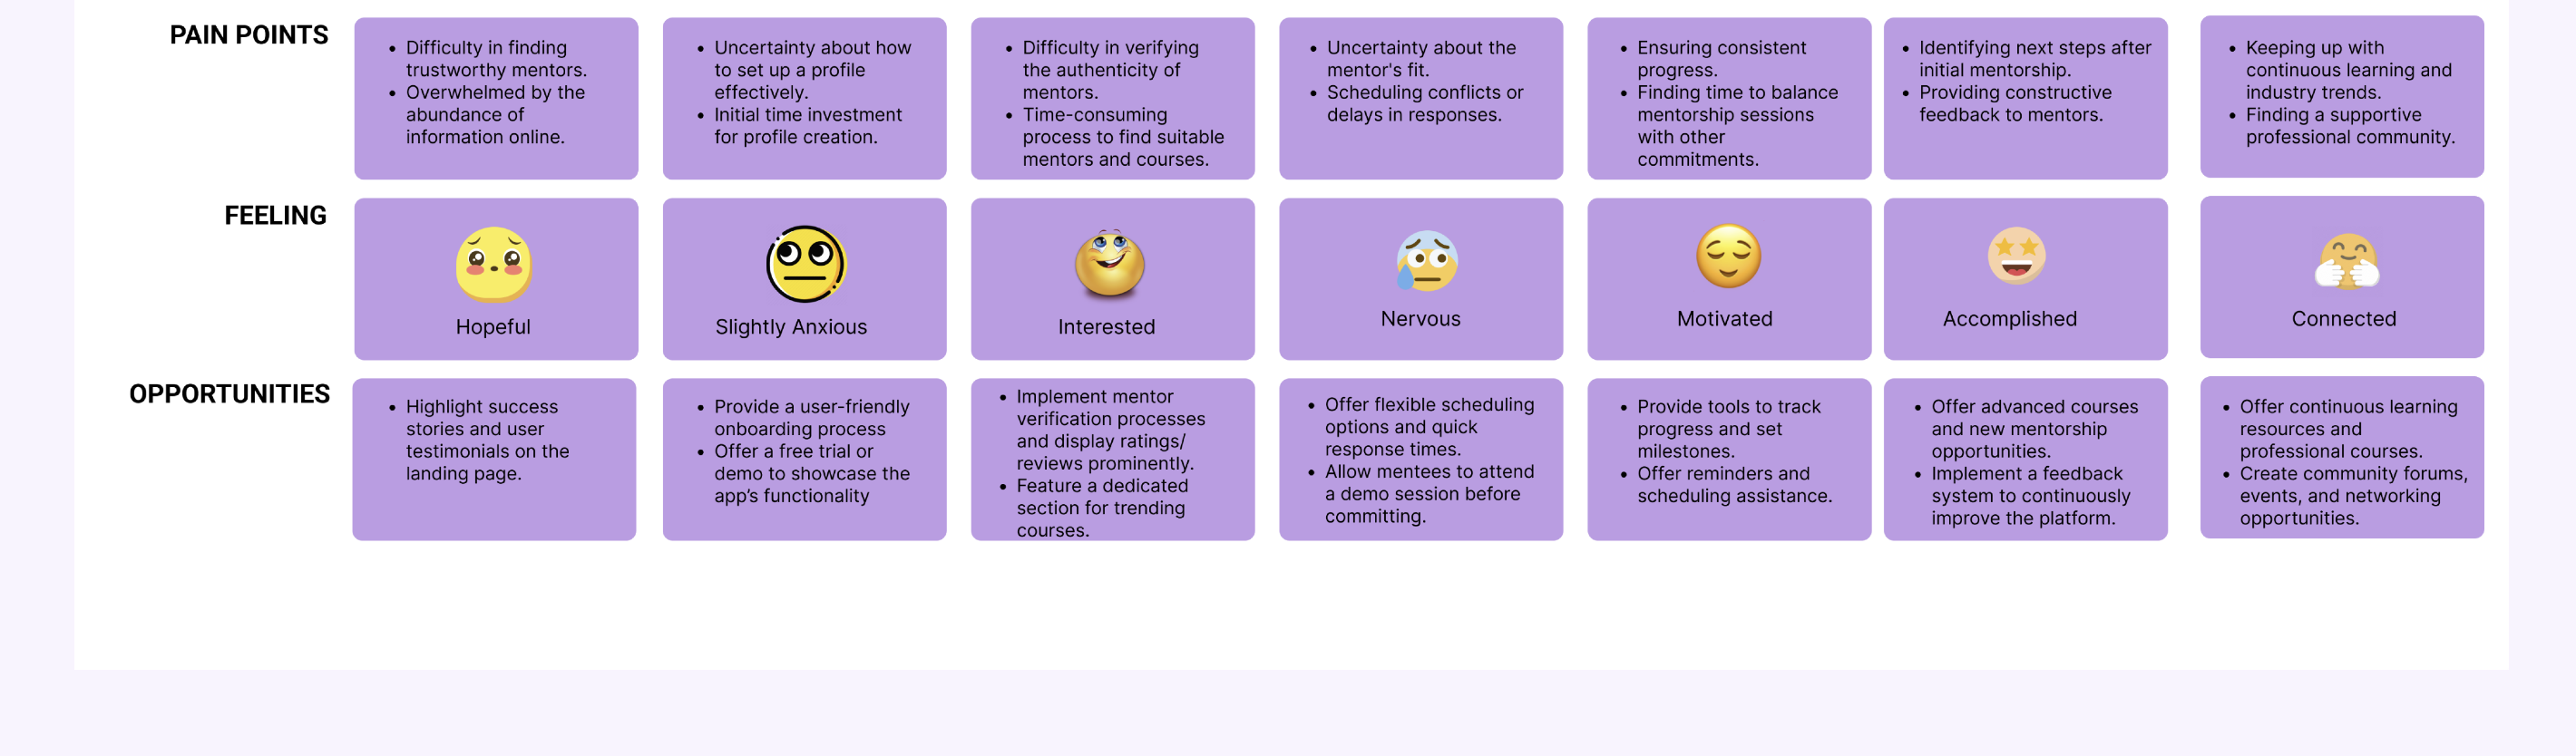 PAIN POINTS
• Difficulty in finding
trustworthy mentors.
• Overwhelmed by the
abundance of
information online.
• Uncertainty about how
to set up a profile
effectively.
• Initial time investment
for profile creation.
• Difficulty in verifying
the authenticity of
mentors.
• Time-consuming
process to find suitable
mentors and courses.
• Uncertainty about the
mentor's fit.
• Scheduling conflicts or
delays in responses.
• Ensuring consistent
progress.
• Finding time to balance
mentorship sessions
with other
commitments.
• Identifying next steps after
initial mentorship.
• Providing constructive
feedback to mentors.
• Keeping up with
continuous learning and
industry trends.
• Finding a supportive
professional community.
FEELING
Hopeful
Slightly Anxious
Interested
Nervous
Motivated
Accomplished
Connected
OPPORTUNITIES
• Highlight success
stories and user
testimonials on the
landing page.
• Provide a user-friendly
onboarding process
• Offer a free trial or
demo to showcase the
app’s functionality
• Implement mentor
verification processes
and display ratings/
reviews prominently.
• Feature a dedicated
section for trending
courses.
• Offer flexible scheduling
options and quick
response times.
• Allow mentees to attend
a demo session before
committing.
• Provide tools to track
progress and set
milestones.
• Offer reminders and
scheduling assistance.
• Offer advanced courses
and new mentorship
opportunities.
• Implement a feedback
system to continuously
improve the platform.
• Offer continuous learning
resources and
professional courses.
• Create community forums,
events, and networking
opportunities.